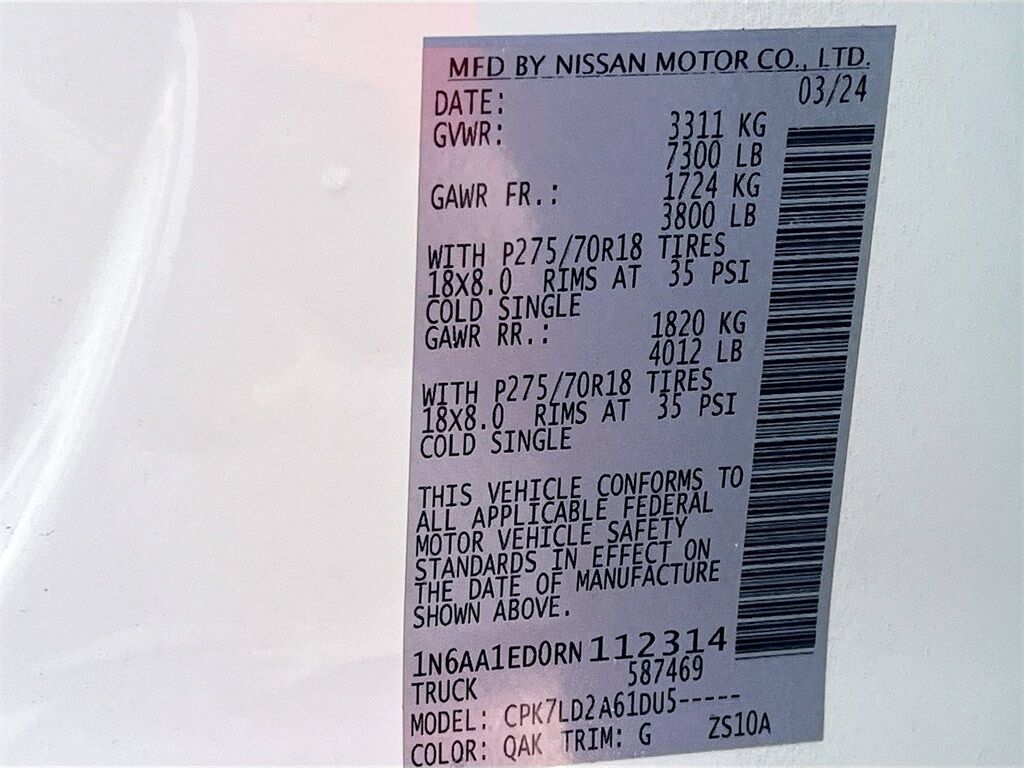 MFD BY NISSAN MOTOR CO., LTD.
DATE: 03/24
GVWR: 3311 KG
7300 LB
GAWR FR.: 1724 KG
3800 LB
WITH P275/70R18 TIRES
18X8.0 RIMS AT 35 PSI
COLD SINGLE
GAWR RR.: 1820 KG
4012 LB
WITH P275/70R18 TIRES
18X8.0 RIMS AT 35 PSI
COLD SINGLE
THIS VEHICLE CONFORMS TO
ALL APPLICABLE FEDERAL
MOTOR VEHICLE SAFETY
STANDARDS IN EFFECT ON
THE DATE OF MANUFACTURE
SHOWN ABOVE.
1N6AA1ED0RN112314
TRUCK 587469
MODEL: CPK7LD2A61DU5-----
COLOR: QAK TRIM: G ZS10A